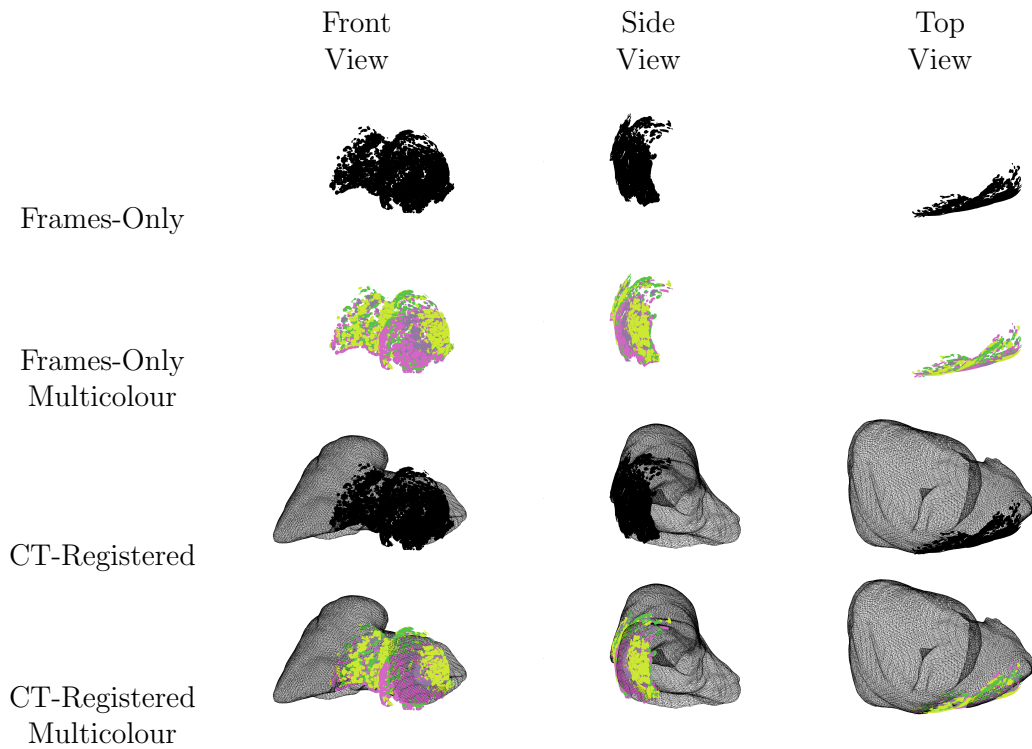 Front
View
Side
View
Top
View
Frames-Only
Frames-Only
Multicolour
CT-Registered
CT-Registered
Multicolour